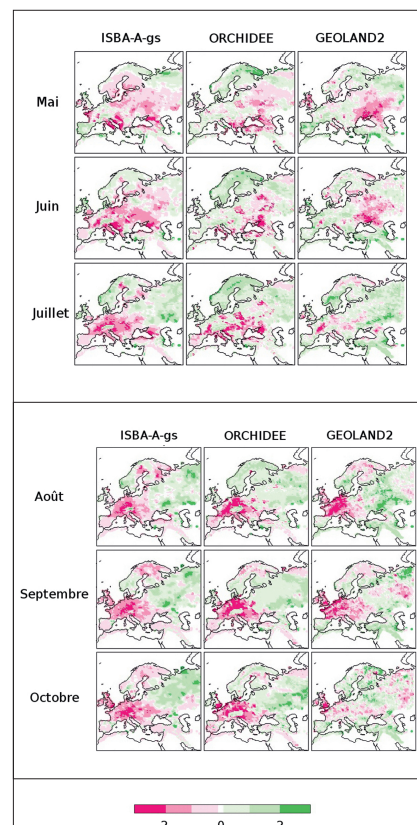 ISBA-A-gs ORCHIDEE GEOLAND2
Mai
Juin
Juillet
ISBA-A-gs ORCHIDEE GEOLAND2
Août
Septembre
Octobre
-2 0 2